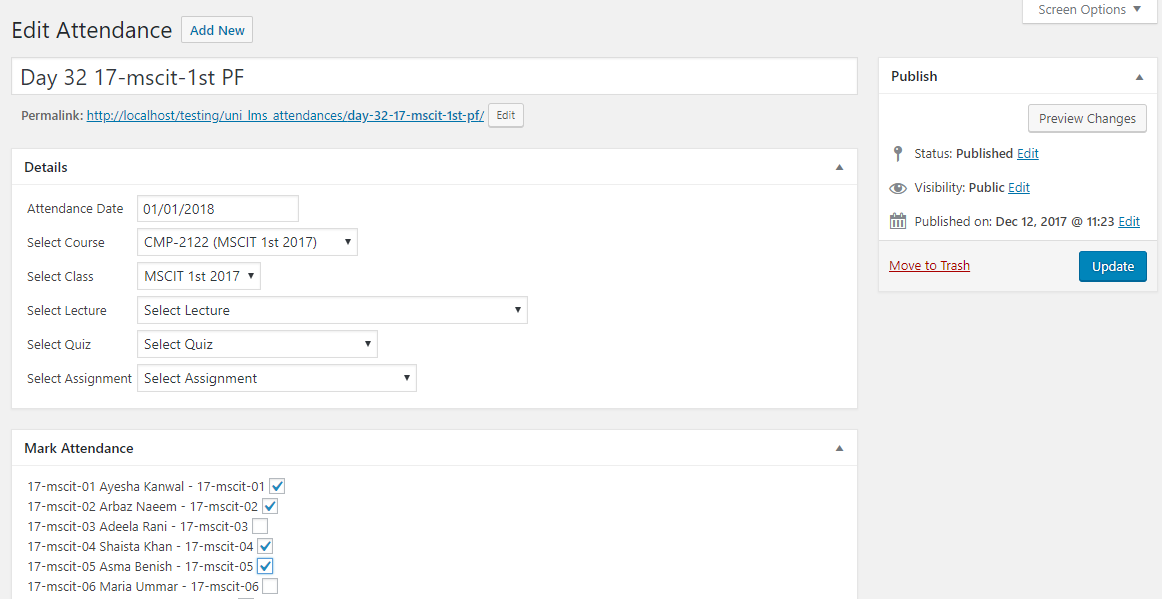 Screen Options
Edit Attendance Add New
Day 32 17-mscit-1st PF
Permalink: http://localhost/testing/uni_lms_attendances/day-32-17-mscit-1st-pf/ Edit
Details
Attendance Date 01/01/2018
Select Course CMP-2122 (MSCIT 1st 2017)
Select Class MSCIT 1st 2017
Select Lecture Select Lecture
Select Quiz Select Quiz
Select Assignment Select Assignment
Mark Attendance
17-mscit-01 Ayesha Kanwal - 17-mscit-01
17-mscit-02 Arbaz Naeem - 17-mscit-02
17-mscit-03 Adeela Rani - 17-mscit-03
17-mscit-04 Shaista Khan - 17-mscit-04
17-mscit-05 Asma Benish - 17-mscit-05
17-mscit-06 Maria Ummar - 17-mscit-06
Publish
Preview Changes
Status: Published Edit
Visibility: Public Edit
Published on: Dec 12, 2017 @ 11:23 Edit
Move to Trash Update